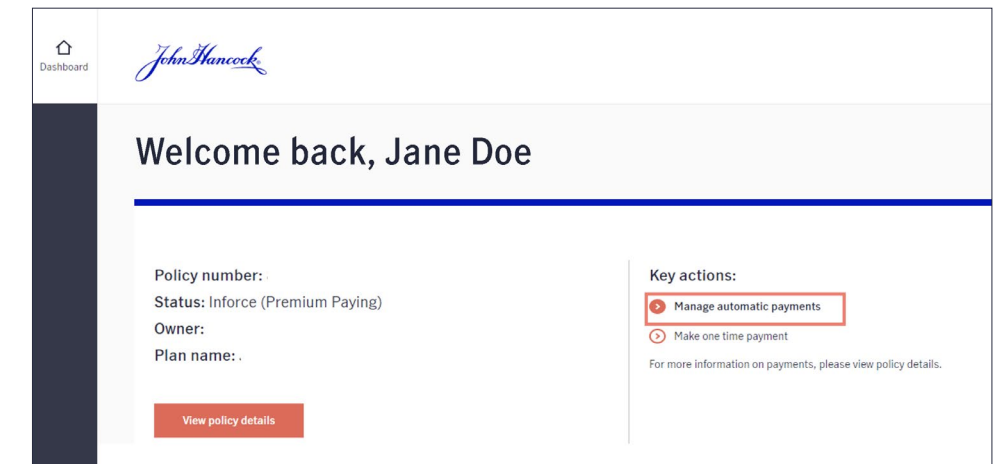 Dashboard
John Hancock
Welcome back, Jane Doe
Policy number:
Status: Inforce (Premium Paying)
Owner:
Plan name:
View policy details
Key actions:
Manage automatic payments
Make one time payment
For more information on payments, please view policy details.